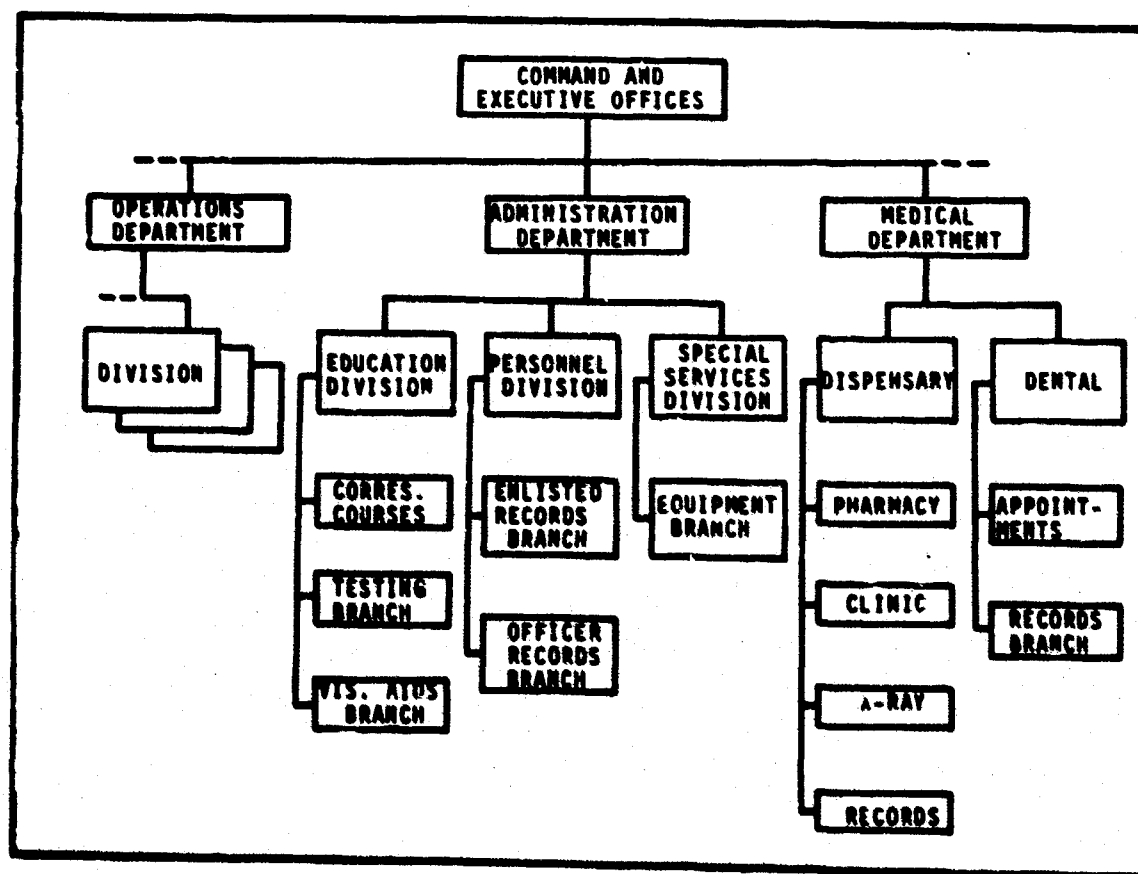 COMMAND AND
EXECUTIVE OFFICES
OPERATIONS
DEPARTMENT
ADMINISTRATION
DEPARTMENT
MEDICAL
DEPARTMENT
DIVISION
EDUCATION
DIVISION
PERSONNEL
DIVISION
SPECIAL
SERVICES
DIVISION
DISPENSARY
DENTAL
CORRES.
COURSES
ENLISTED
RECORDS
BRANCH
EQUIPMENT
BRANCH
PHARMACY
APPOINT-
MENTS
TESTING
BRANCH
OFFICER
RECORDS
BRANCH
CLINIC
RECORDS
BRANCH
VIS. AIDS
BRANCH
X-RAY
RECORDS